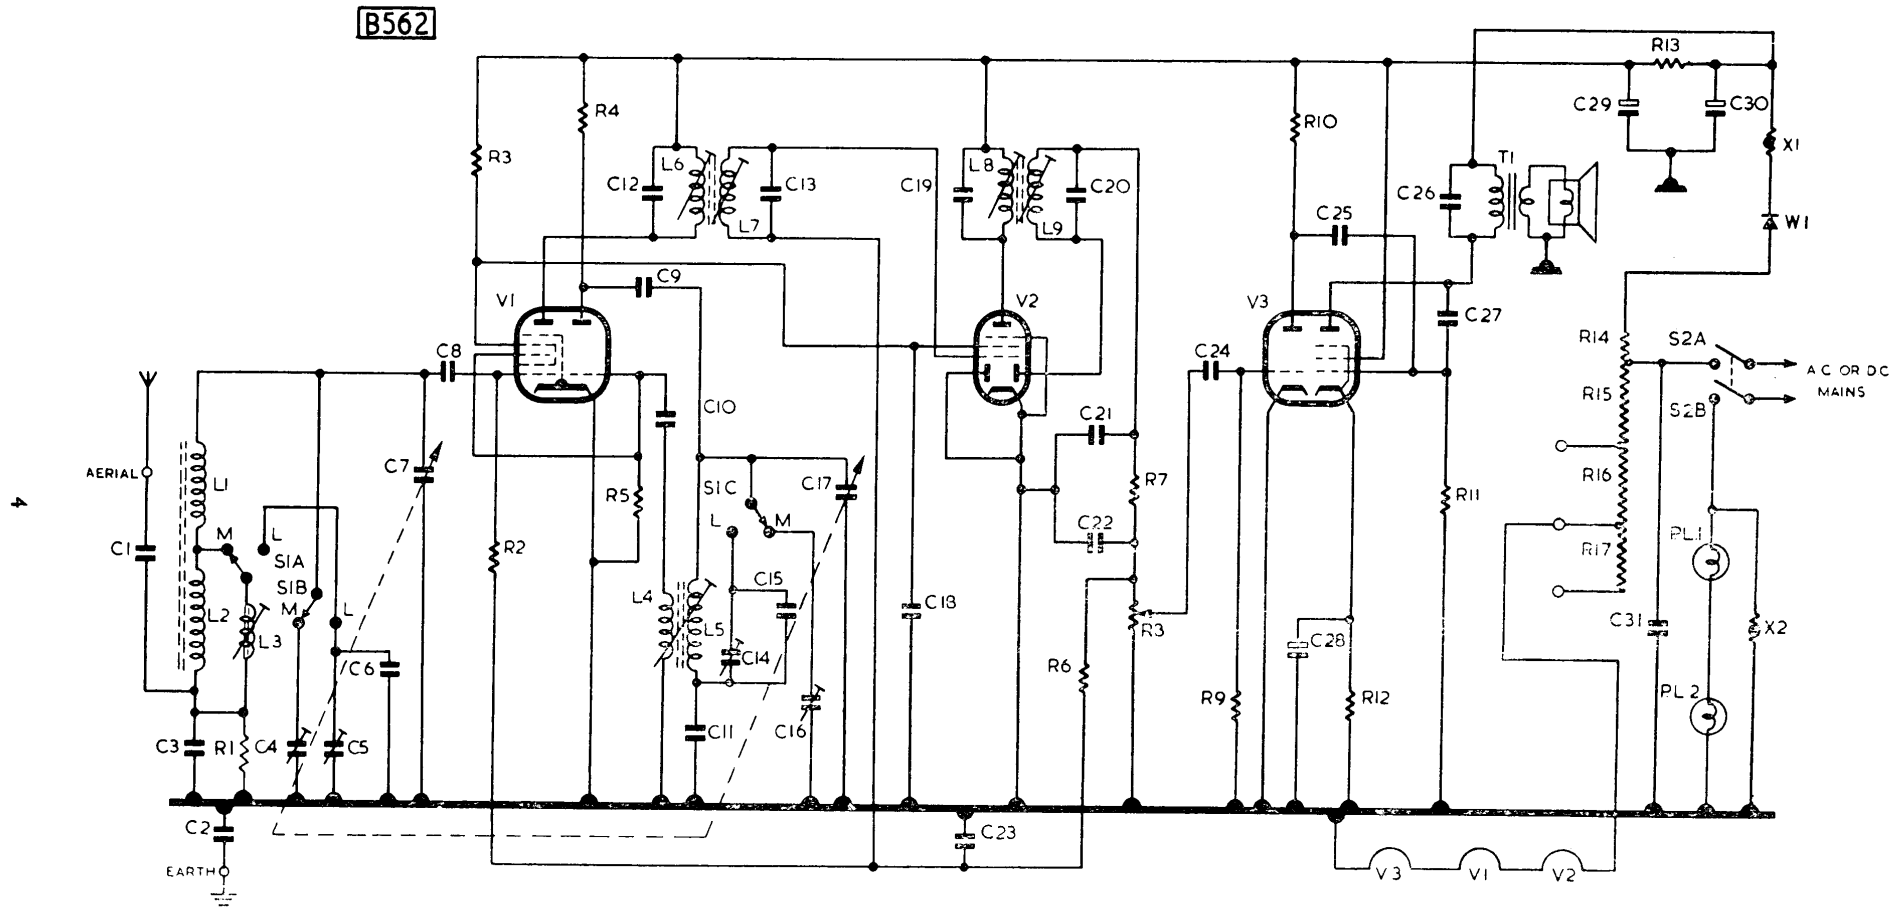 B562
R13
R4
C29
C30
R10
X1
R3
T1
L6
C12
C13
L8
C19
C20
C26
L7
L9
C25
W1
C9
V1
V2
V3
C27
R14
S2A
C8
C24
AC OR DC
MAINS
R15
S2B
C10
C21
AERIAL
L1
C7
R5
S1C
C17
R7
R11
R16
4
M
L
S1A
L
M
C1
R2
C22
R17
PL1
S1B
L2
M
L
L3
L4
L5
C15
C18
R3
C31
X2
C14
C28
C6
R6
PL2
C3
R1
C4
C5
C11
C16
R9
R12
C2
C23
EARTH
V3
V1
V2